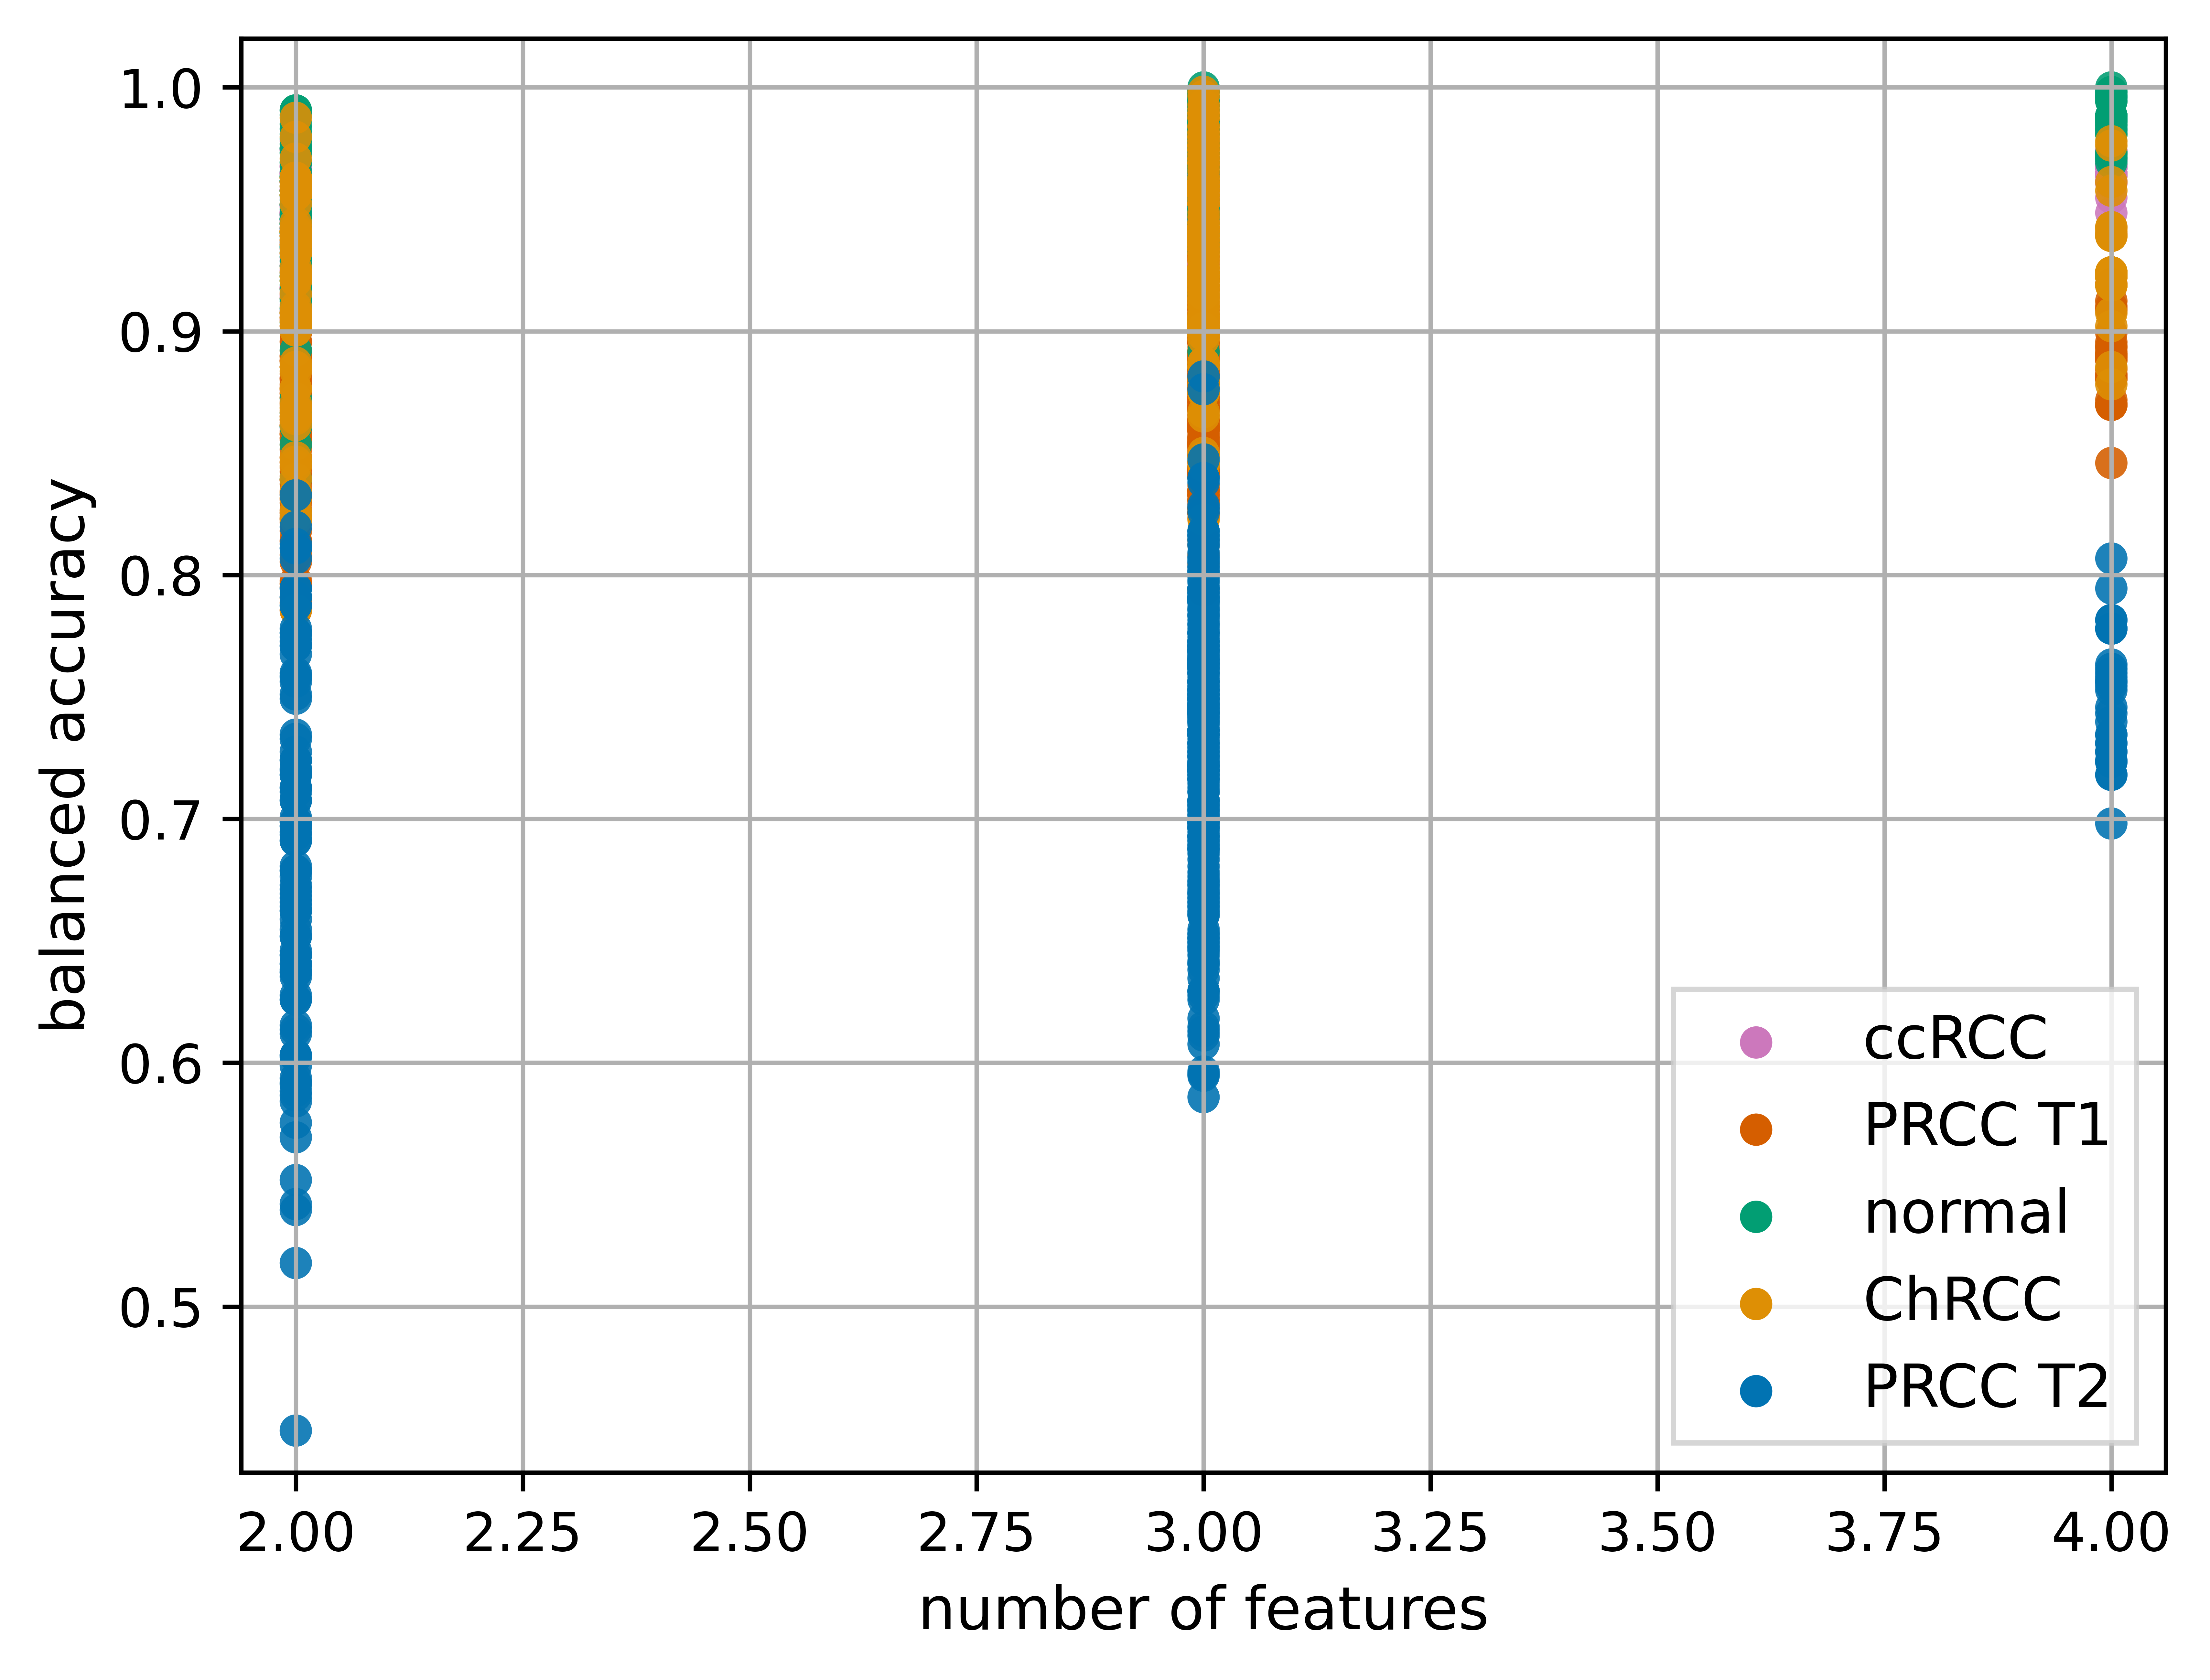 1.0
0.9
0.8
0.7
0.6
0.5
balanced accuracy
ccRCC
PRCC T1
normal
ChRCC
PRCC T2
2.00 2.25 2.50 2.75 3.00 3.25 3.50 3.75 4.00
number of features